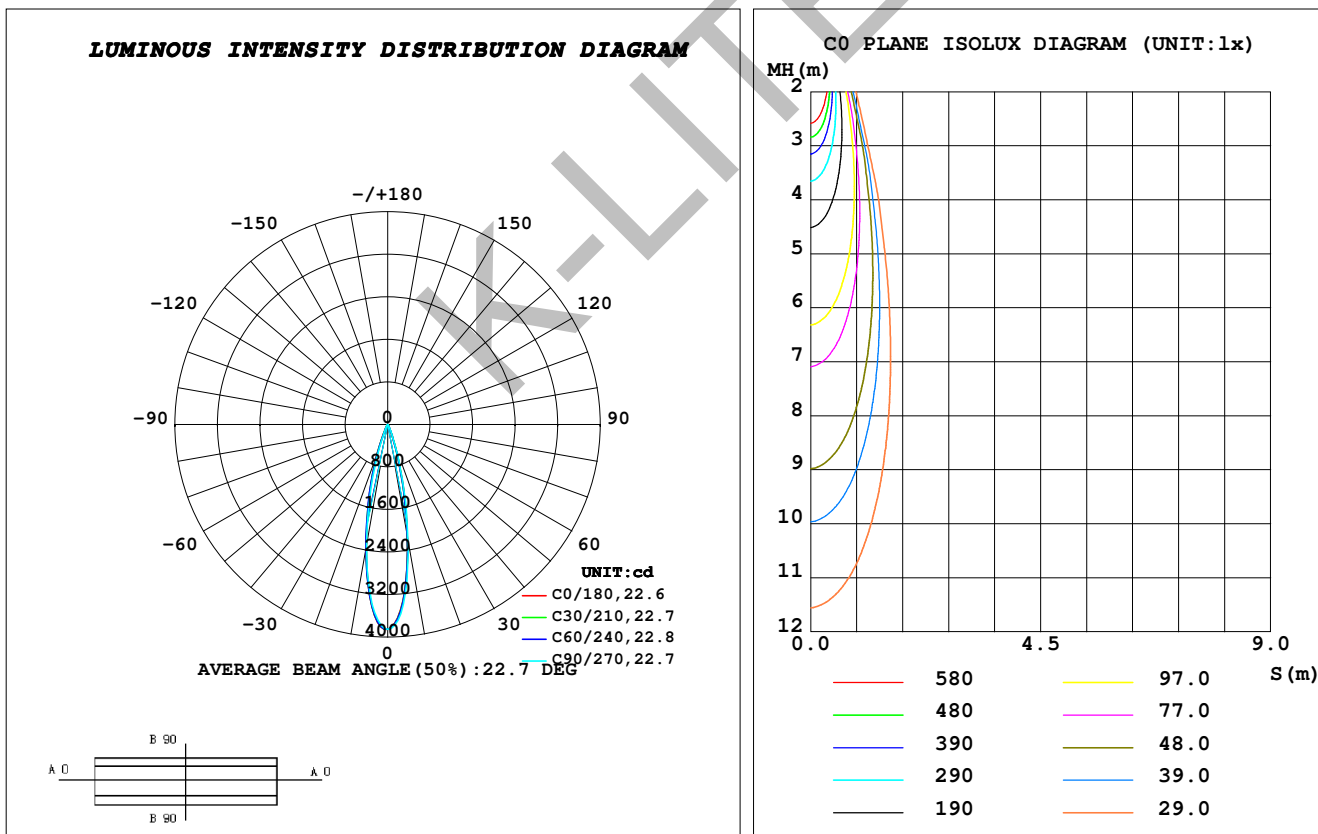 LUMINOUS INTENSITY DISTRIBUTION DIAGRAM
-/+180
-150
150
-120
120
-90
90
-60
60
-30
30
0
0
800
1600
2400
3200
4000
UNIT:cd
C0/180,22.6
C30/210,22.7
C60/240,22.8
C90/270,22.7
AVERAGE BEAM ANGLE(50%):22.7 DEG
B 90
A 0
A 0
B 90
K-LITE
C0 PLANE ISOLUX DIAGRAM (UNIT:lx)
MH(m)
2
3
4
5
6
7
8
9
10
11
12
0.0
4.5
9.0
S(m)
580
97.0
480
77.0
390
48.0
290
39.0
190
29.0